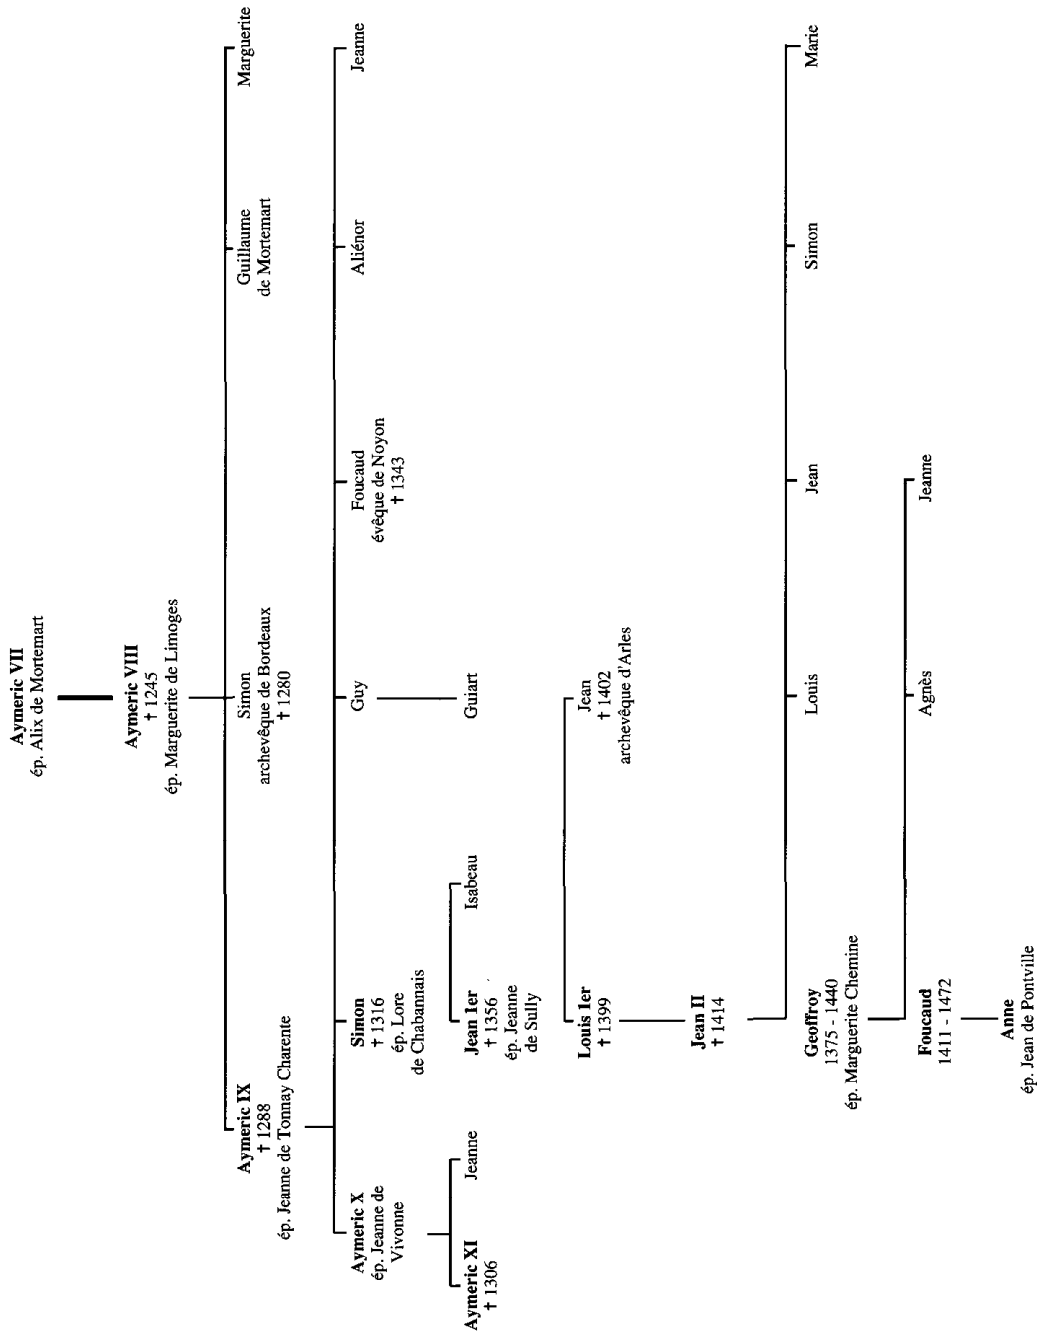 Aymeric VII
ép. Alix de Mortemart
Aymeric VIII
† 1245
ép. Marguerite de Limoges
Aymeric IX
† 1288
ép. Jeanne de Tonnay Charente
Simon
archevêque de Bordeaux
† 1280
Guillaume
de Mortemart
Marguerite
Aymeric X
ép. Jeanne de
Vivonne
Simon
† 1316
ép. Lore
de Chabannais
Guy
Foucaud
évêque de Noyon
† 1343
Aliénor
Jeanne
Aymeric XI
† 1306
Jeanne
Jean 1er
† 1356
ép. Jeanne
de Sully
Isabeau
Guiart
Louis 1er
† 1399
Jean
† 1402
archevêque d'Arles
Jean II
† 1414
Geoffroy
1375 - 1440
ép. Marguerite Chemine
Louis
Jean
Simon
Marie
Foucaud
1411 - 1472
Agnès
Jeanne
Anne
ép. Jean de Pontville